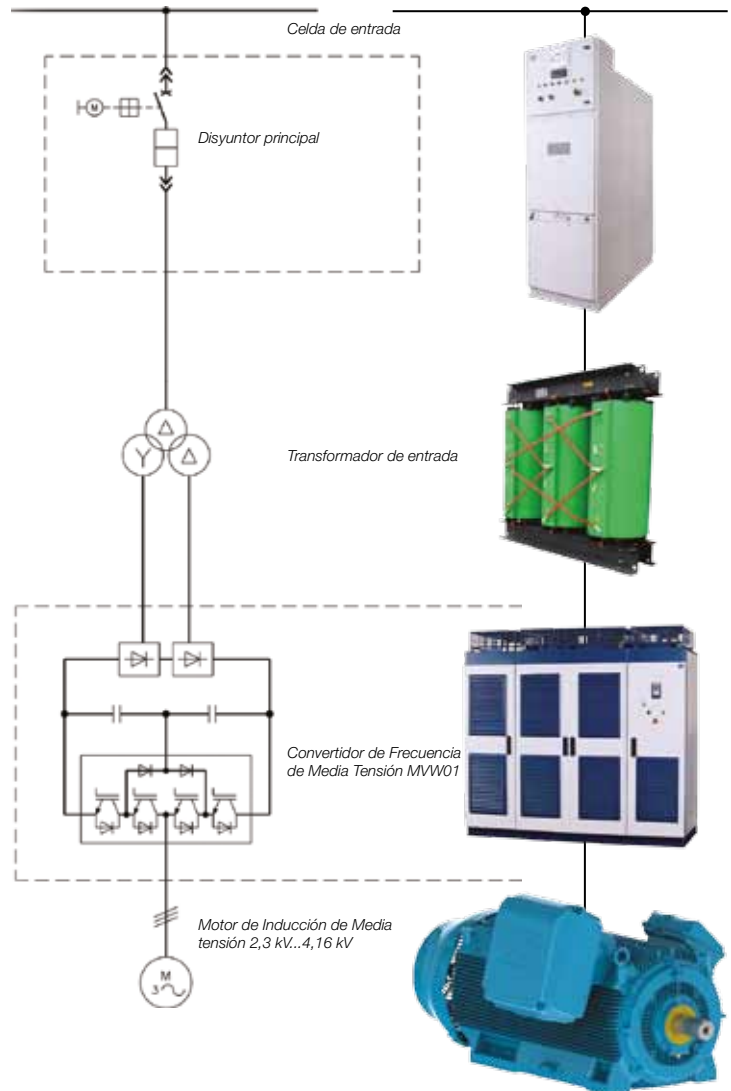 Celda de entrada
M
Disyuntor principal
Δ
Y Δ
Transformador de entrada
Convertidor de Frecuencia
de Media Tensión MVW01
Motor de Inducción de Media
tensión 2,3 kV...4,16 kV
M
3